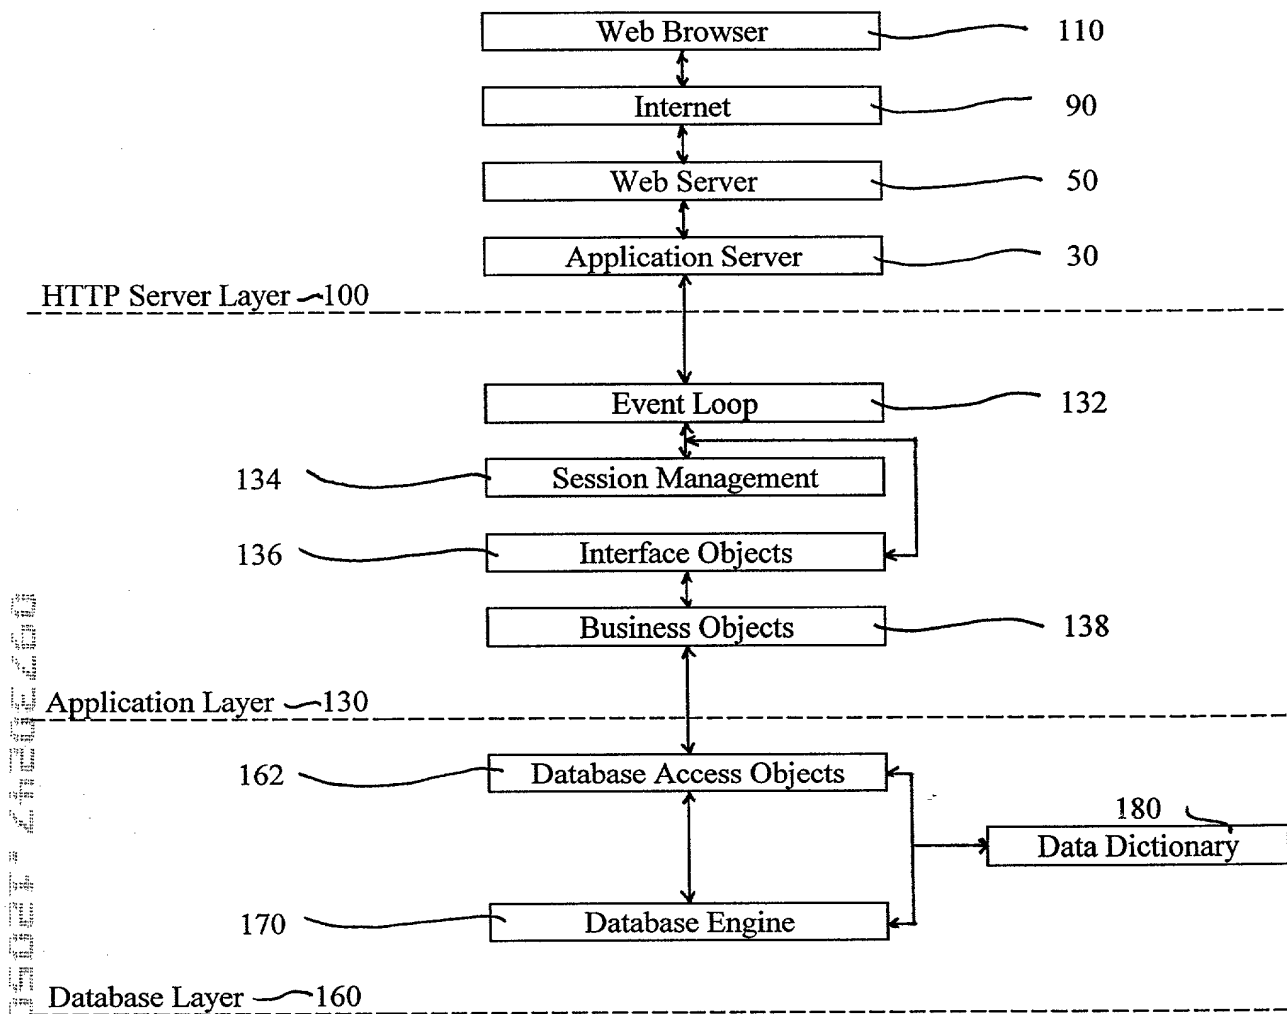 Web Browser 110
Internet 90
Web Server 50
Application Server 30
HTTP Server Layer 100
Event Loop 132
134 Session Management
136 Interface Objects
Business Objects 138
Application Layer 130
162 Database Access Objects
180
Data Dictionary
170 Database Engine
Database Layer 160